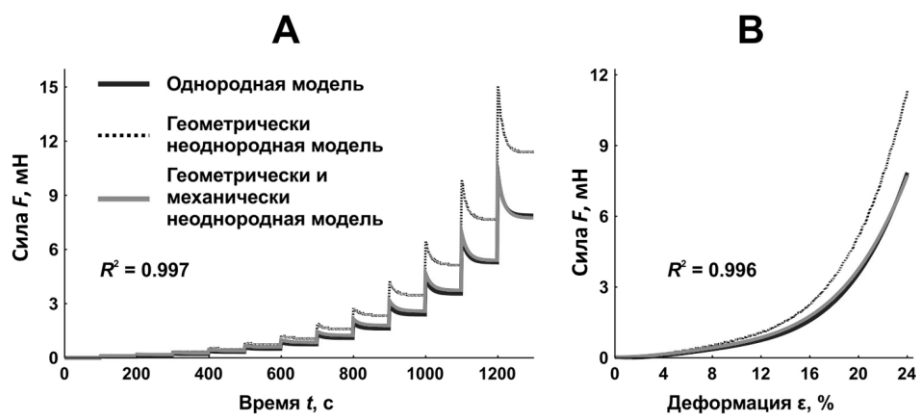 A
B
15
12
9
6
3
0
Сила F, мН
Однородная модель
Геометрически
неоднородная модель
Геометрически и
механически
неоднородная модель
R² = 0.997
0
200
400
600
800
1000
1200
Время t, с
12
9
6
3
0
Сила F, мН
R² = 0.996
0
4
8
12
16
20
24
Деформация ε, %